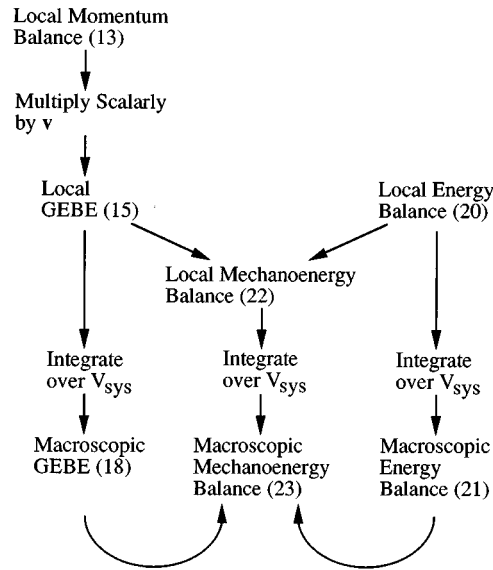 Local Momentum
Balance (13)
Multiply Scalarly
by v
Local
GEBE (15)
Local Energy
Balance (20)
Local Mechanoenergy
Balance (22)
Integrate
over Vsys
Integrate
over Vsys
Integrate
over Vsys
Macroscopic
GEBE (18)
Macroscopic
Mechanoenergy
Balance (23)
Macroscopic
Energy
Balance (21)